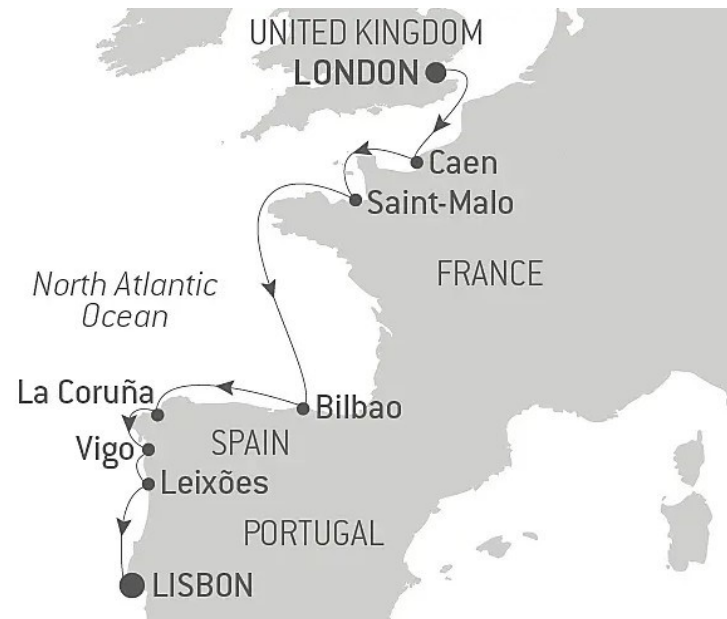 UNITED KINGDOM
LONDON
Caen
Saint-Malo
FRANCE
North Atlantic
Ocean
La Coruña
Bilbao
Vigo
SPAIN
Leixões
PORTUGAL
LISBON